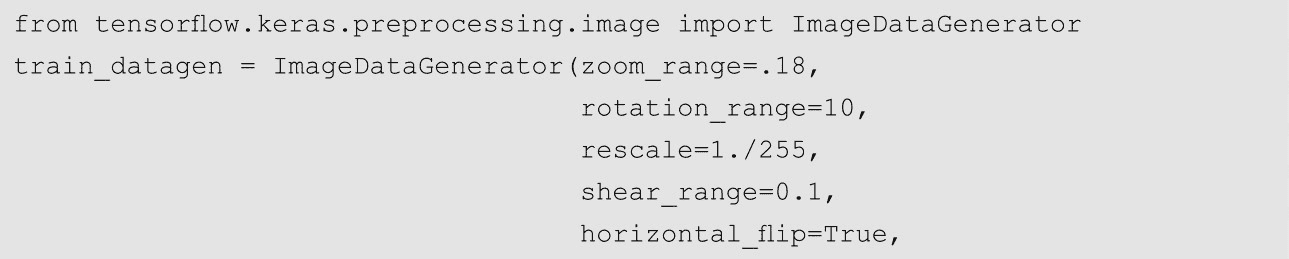 from tensorflow.keras.preprocessing.image import ImageDataGenerator
train_datagen = ImageDataGenerator(zoom_range=.18,
rotation_range=10,
rescale=1./255,
shear_range=0.1,
horizontal_flip=True,